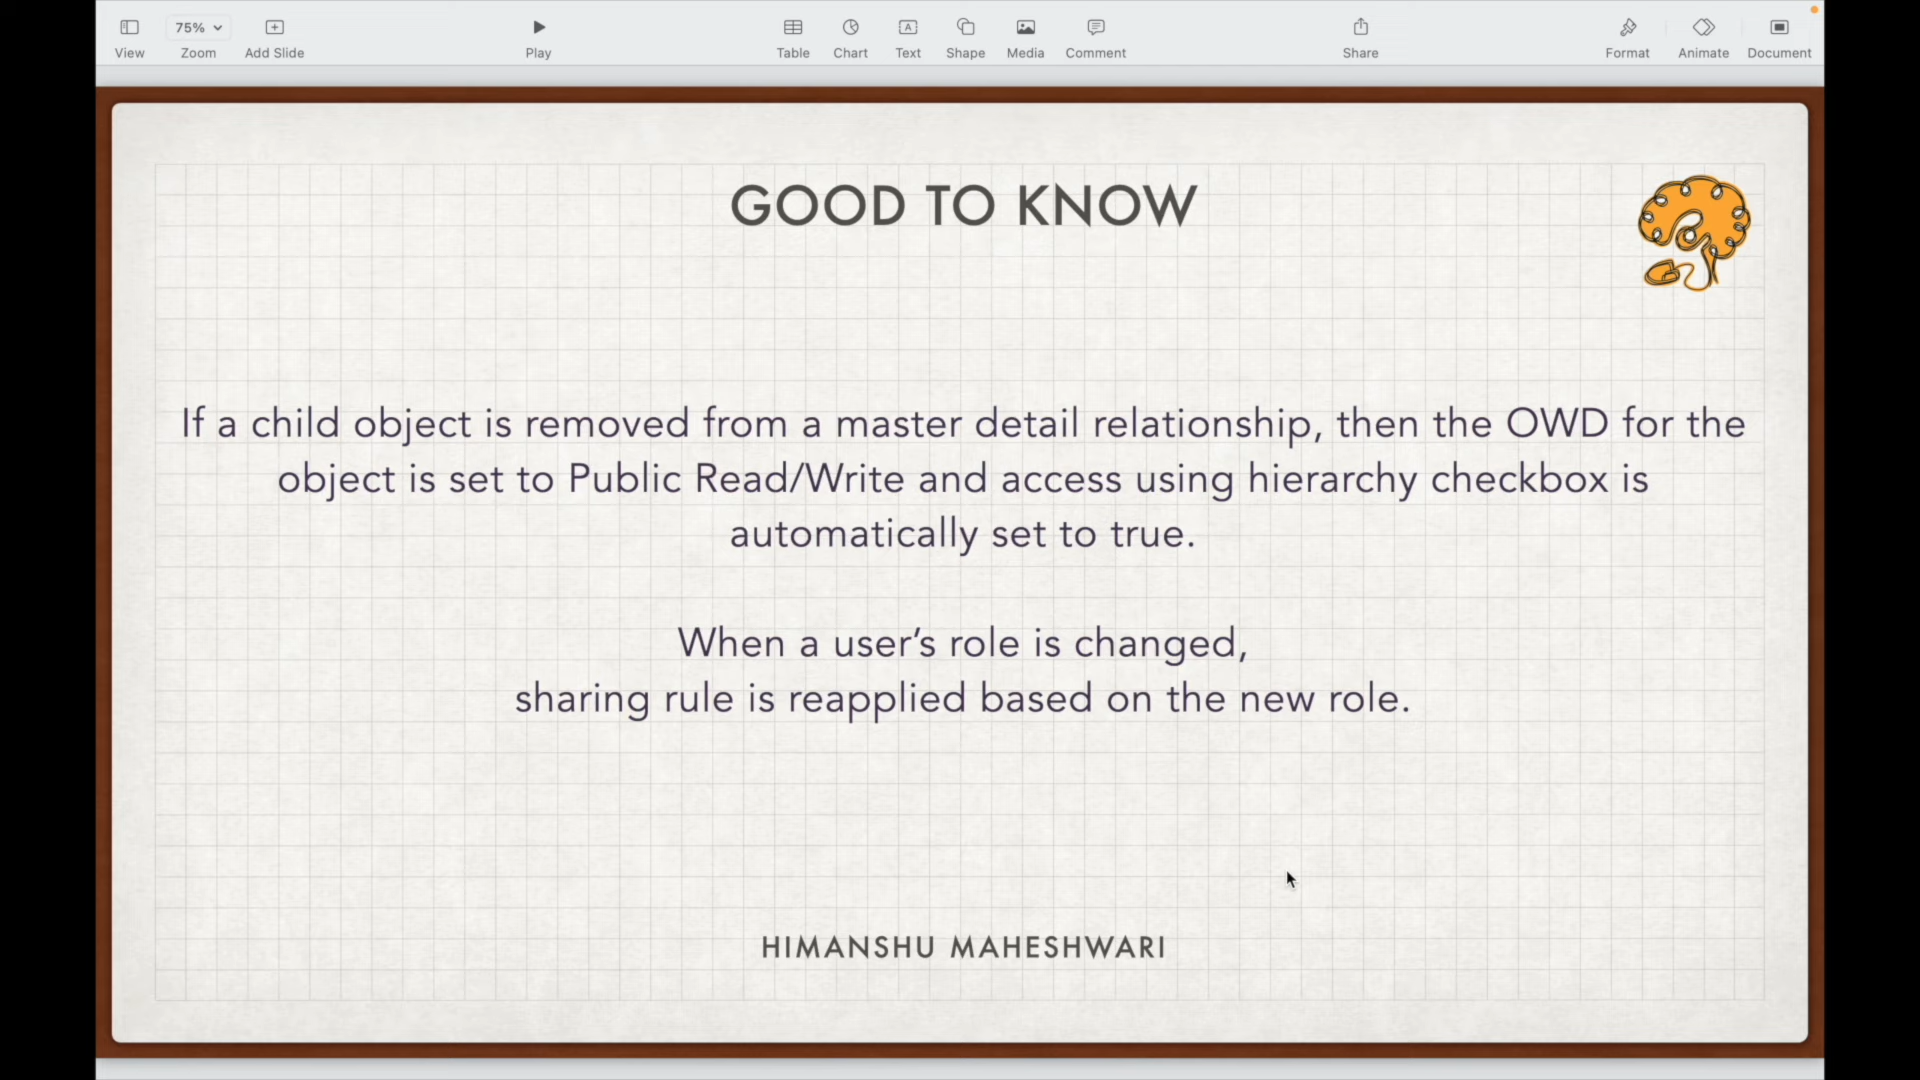 75%
View Zoom Add Slide Play Table Chart Text Shape Media Comment Share Format Animate Document
GOOD TO KNOW
If a child object is removed from a master detail relationship, then the OWD for the
object is set to Public Read/Write and access using hierarchy checkbox is
automatically set to true.
When a user’s role is changed,
sharing rule is reapplied based on the new role.
HIMANSHU MAHESHWARI